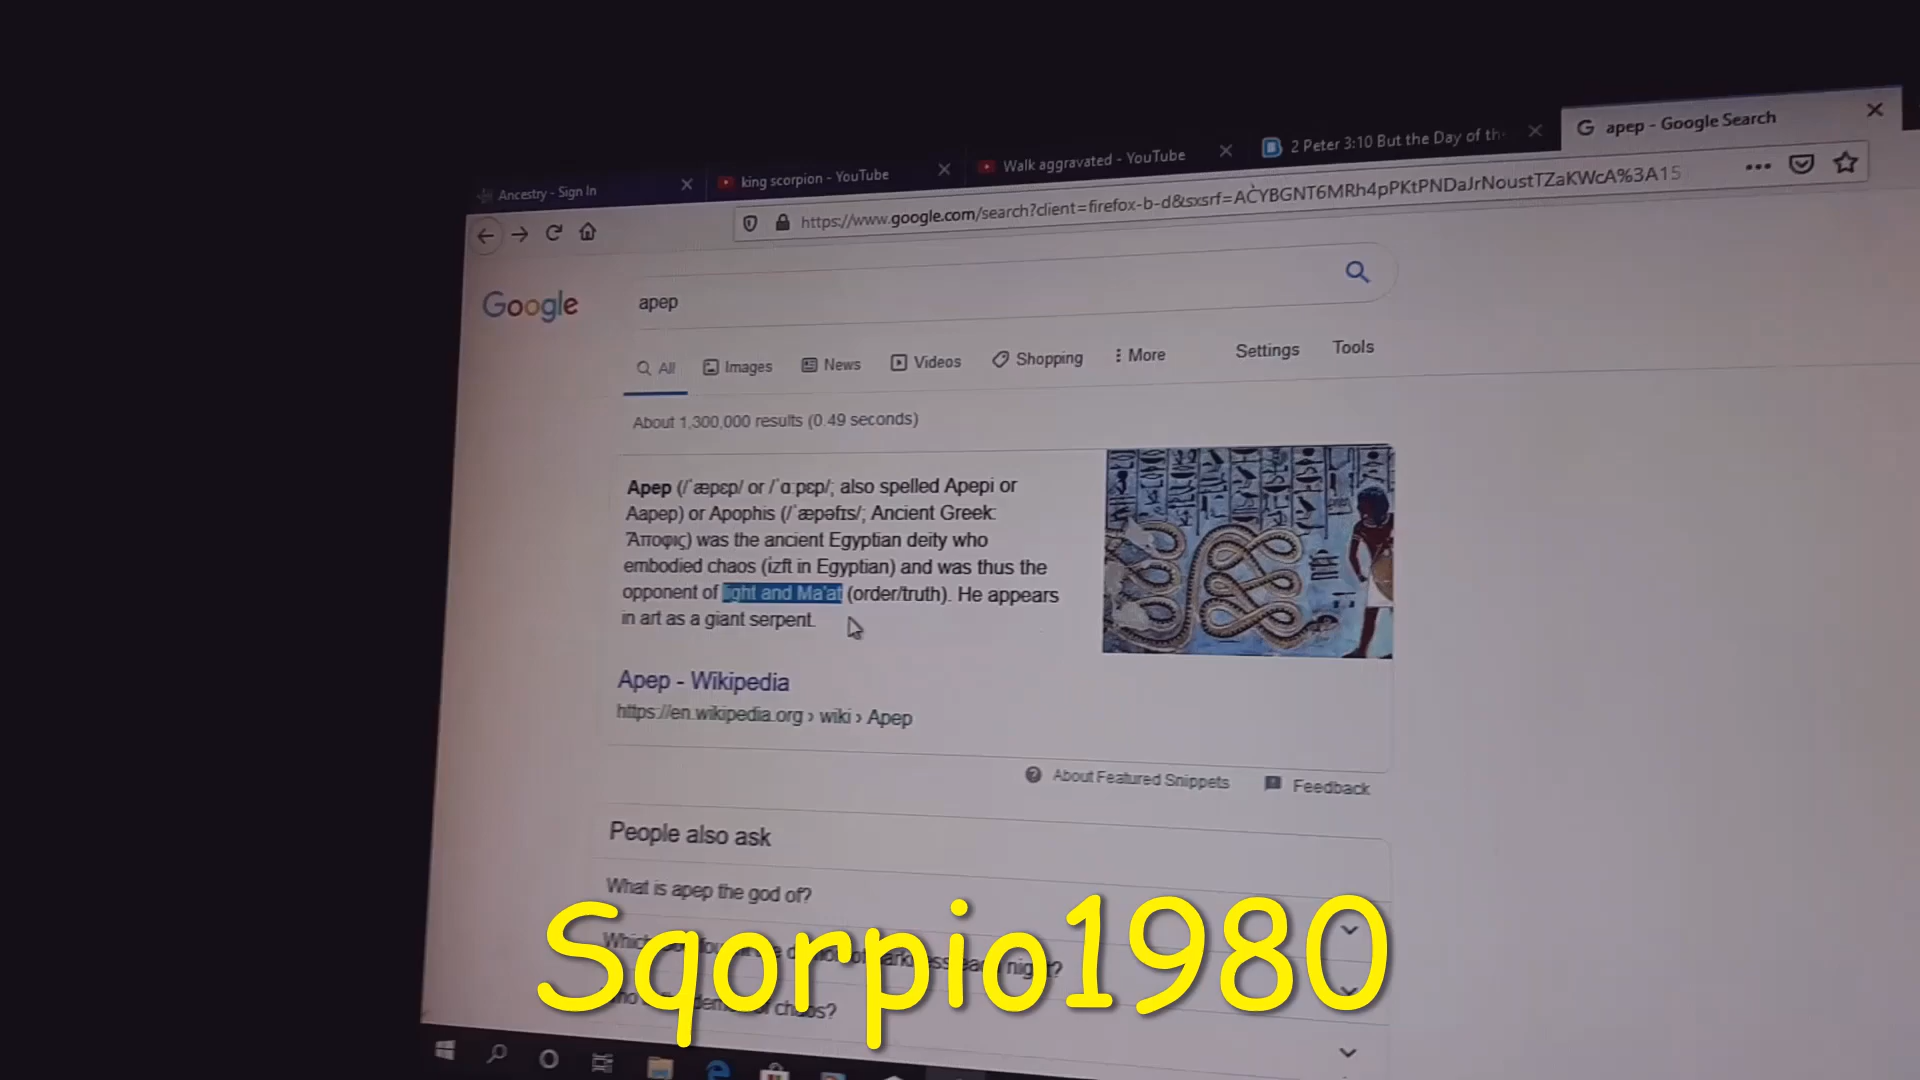 Ancestry - Sign In
king scorpion - YouTube
Walk aggravated - YouTube
2 Peter 3:10 But the Day of th
apep - Google Search
https://www.google.com/search?client=firefox-b-d&sxsrf=ACYBGNT6MRh4pPKtPNDaJrNoustTZaKWcA%3A15
Google
apep
All
Images
News
Videos
Shopping
More
Settings
Tools
About 1,300,000 results (0.49 seconds)
Apep (/ˈæpɛp/ or /ˈɑːpɛp/; also spelled Apepi or
Aapep) or Apophis (/ˈæpəfɪs/; Ancient Greek:
Ἄποφις) was the ancient Egyptian deity who
embodied chaos (ızft in Egyptian) and was thus the
opponent of light and Ma'at (order/truth). He appears
in art as a giant serpent.
Apep - Wikipedia
https://en.wikipedia.org › wiki › Apep
About Featured Snippets
Feedback
People also ask
What is apep the god of?
Sqorpio1980